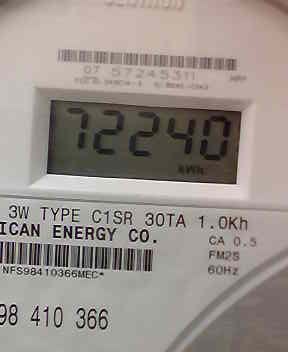 07 57245311
72240
kWh
3W TYPE C1SR 30TA 1.0Kh
ICAN ENERGY CO.
CA 0.5
FM2S
60Hz
NFS98410366MEC*
98 410 366